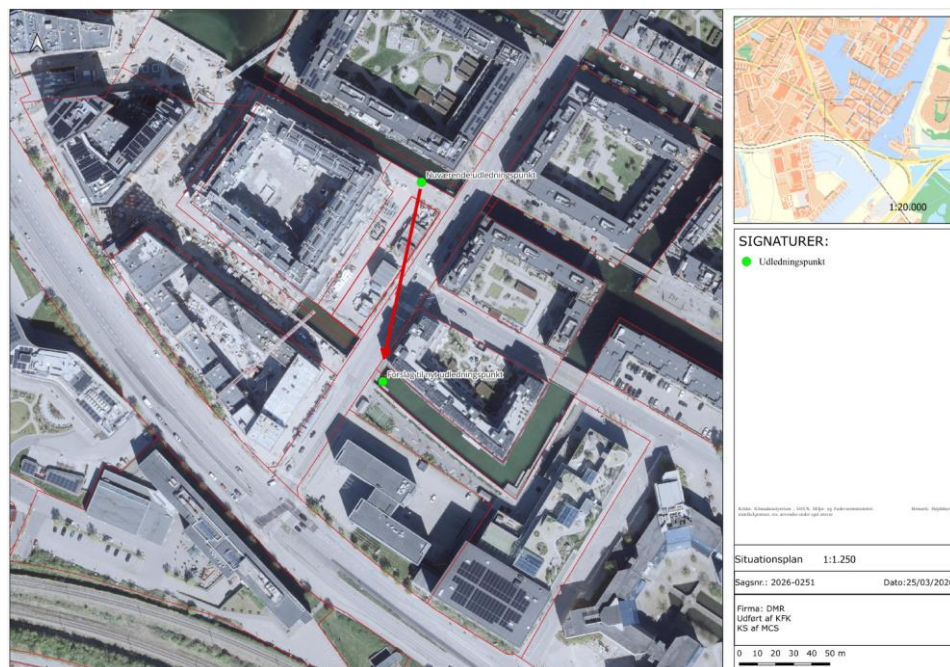 Nuværende udledningspunkt
Forslag til nyt udledningspunkt
1:20.000
SIGNATURER:
Udledningspunkt
Situationsplan 1:1.250
Sagsnr.: 2026-0251 Dato:25/03/2026
Firma: DMR
Udført af KFK
KS af MCS
0 10 20 30 40 50 m